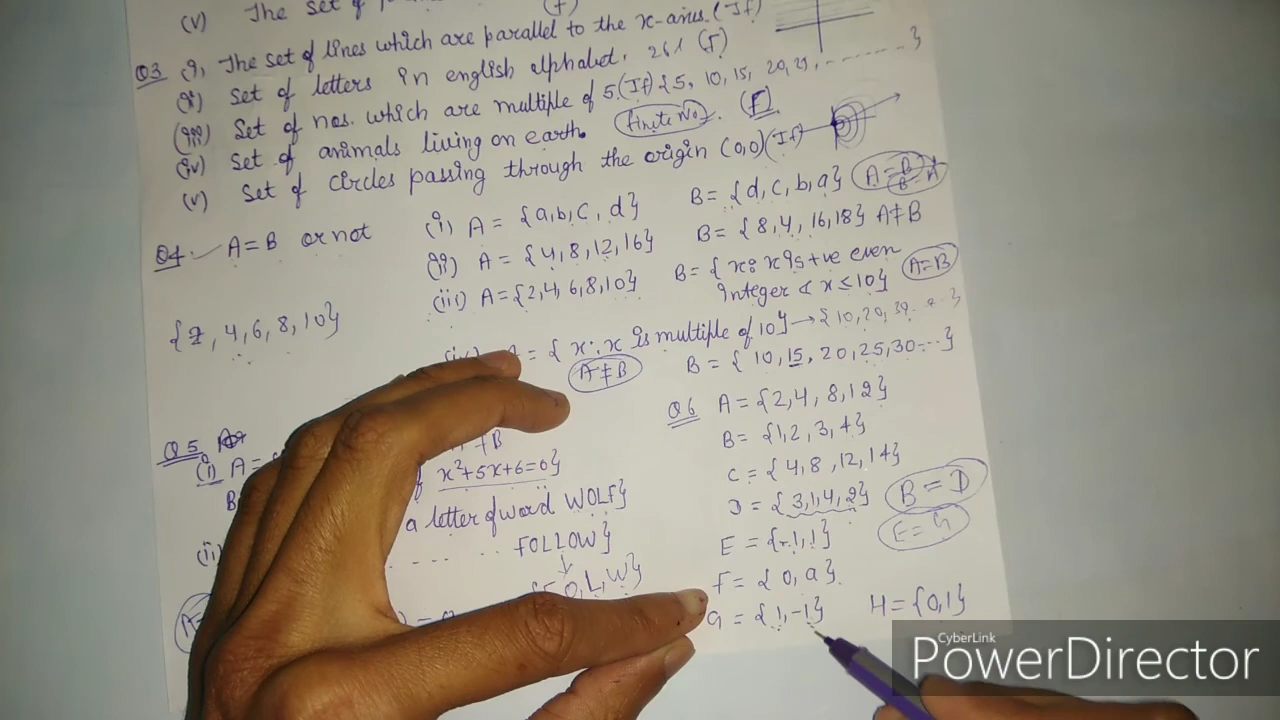 (v) The set of
Q3 (i) The set of lines which are parallel to the x-axis. (If)
(ii) Set of letters in english alphabet. 26 (F)
(iii) Set of nos. which are multiple of 5. (If) {5, 10, 15, 20, 25, ------- }
(iv) Set of animals living on earth. finite No. (F)
(v) Set of circles passing through the origin (0,0) (If)
Q4. A=B or not (i) A = {a,b,c,d} B= {d,c,b,a} A=B B=A
(ii) A = {4,8,12,16} B= {8,4, 16,18} A≠B
(iii) A={2,4,6,8,10} B= {x: x is +ve even
Integer & x≤10} A=B
{2, 4, 6, 8, 10}
= {x:x is multiple of 10} → {10,20,30---}
A≠B B= {10,15, 20,25,30---}
Q5 (i) A=
B
x²+5x+6=0}
a letter of word WOLF}
(ii) FOLLOW}
O, L, W}
Q6 A={2,4,8,12}
B= {1,2,3,4}
C= {4,8,12,14}
D= {3,1,4,2} B=D
E= {-1,1} E=G
F= {0,a}
G= {1,-1} H={0,1}
CyberLink
PowerDirector